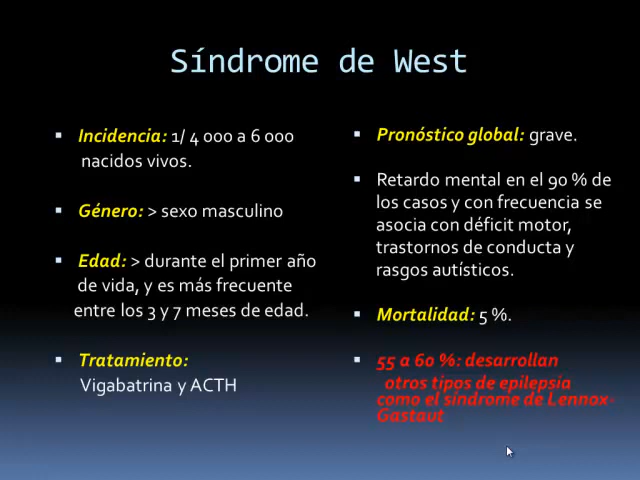 Síndrome de West
Incidencia: 1/ 4 000 a 6 000
nacidos vivos.
Género: > sexo masculino
Edad: > durante el primer año
de vida, y es más frecuente
entre los 3 y 7 meses de edad.
Tratamiento:
Vigabatrina y ACTH
Pronóstico global: grave.
Retardo mental en el 90 % de
los casos y con frecuencia se
asocia con déficit motor,
trastornos de conducta y
rasgos autísticos.
Mortalidad: 5 %.
55 a 60 %: desarrollan
otros tipos de epilepsia
como el síndrome de Lennox-
Gastaut